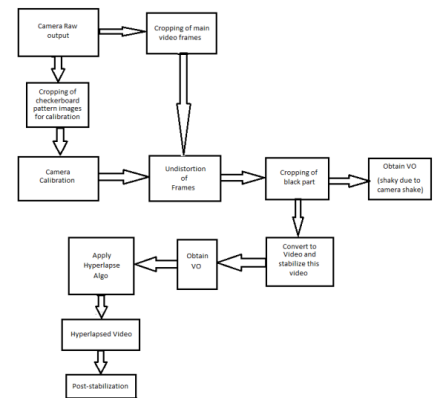 Camera Raw
output
Cropping of main
video frames
Cropping of
checkerboard
pattern images
for calibration
Camera
Calibration
Undistortion
of
Frames
Cropping of
black part
Obtain VO
(shaky due to
camera shake)
Apply
Hyperlapse
Algo
Obtain
VO
Convert to
Video and
stabilize this
video
Hyperlapsed Video
Post-stabilization